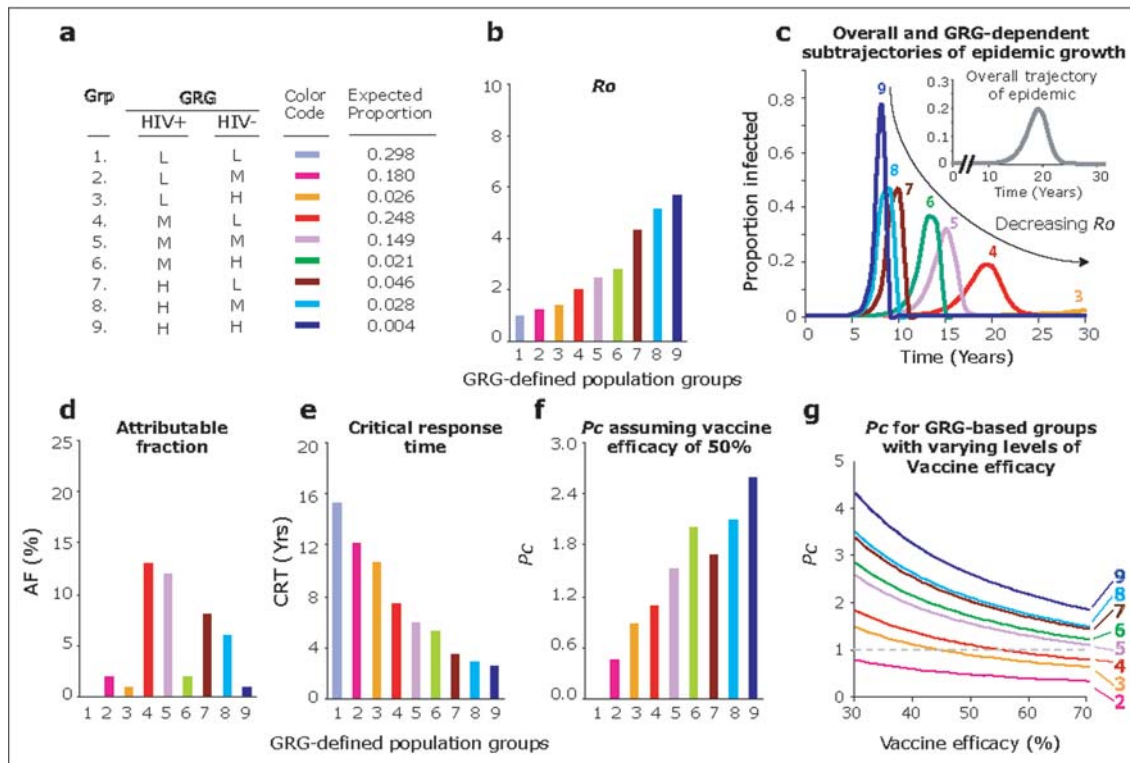 a
Grp GRG Color Expected
HIV+ HIV- Code Proportion
1. L L 0.298
2. L M 0.180
3. L H 0.026
4. M L 0.248
5. M M 0.149
6. M H 0.021
7. H L 0.046
8. H M 0.028
9. H H 0.004
b
Ro
10
8
6
4
2
0
1 2 3 4 5 6 7 8 9
GRG-defined population groups
c
Overall and GRG-dependent
subtrajectories of epidemic growth
Proportion infected
0.8
0.6
0.4
0.2
0
0 5 10 15 20 25 30
Time (Years)
9
8
7
6
5
4
3
Decreasing Ro
Overall trajectory
of epidemic
0.3
0.2
0.1
0
0 10 20 30
Time (Years)
d
Attributable
fraction
AF (%)
25
20
15
10
5
0
1 2 3 4 5 6 7 8 9
e
Critical response
time
CRT (Yrs)
20
16
12
8
4
0
1 2 3 4 5 6 7 8 9
GRG-defined population groups
f
Pc assuming vaccine
efficacy of 50%
Pc
3.0
2.4
1.8
1.2
0.6
0.0
1 2 3 4 5 6 7 8 9
g
Pc for GRG-based groups
with varying levels of
Vaccine efficacy
Pc
5
4
3
2
1
0
30 40 50 60 70
Vaccine efficacy (%)
9
8
7
6
5
4
3
2